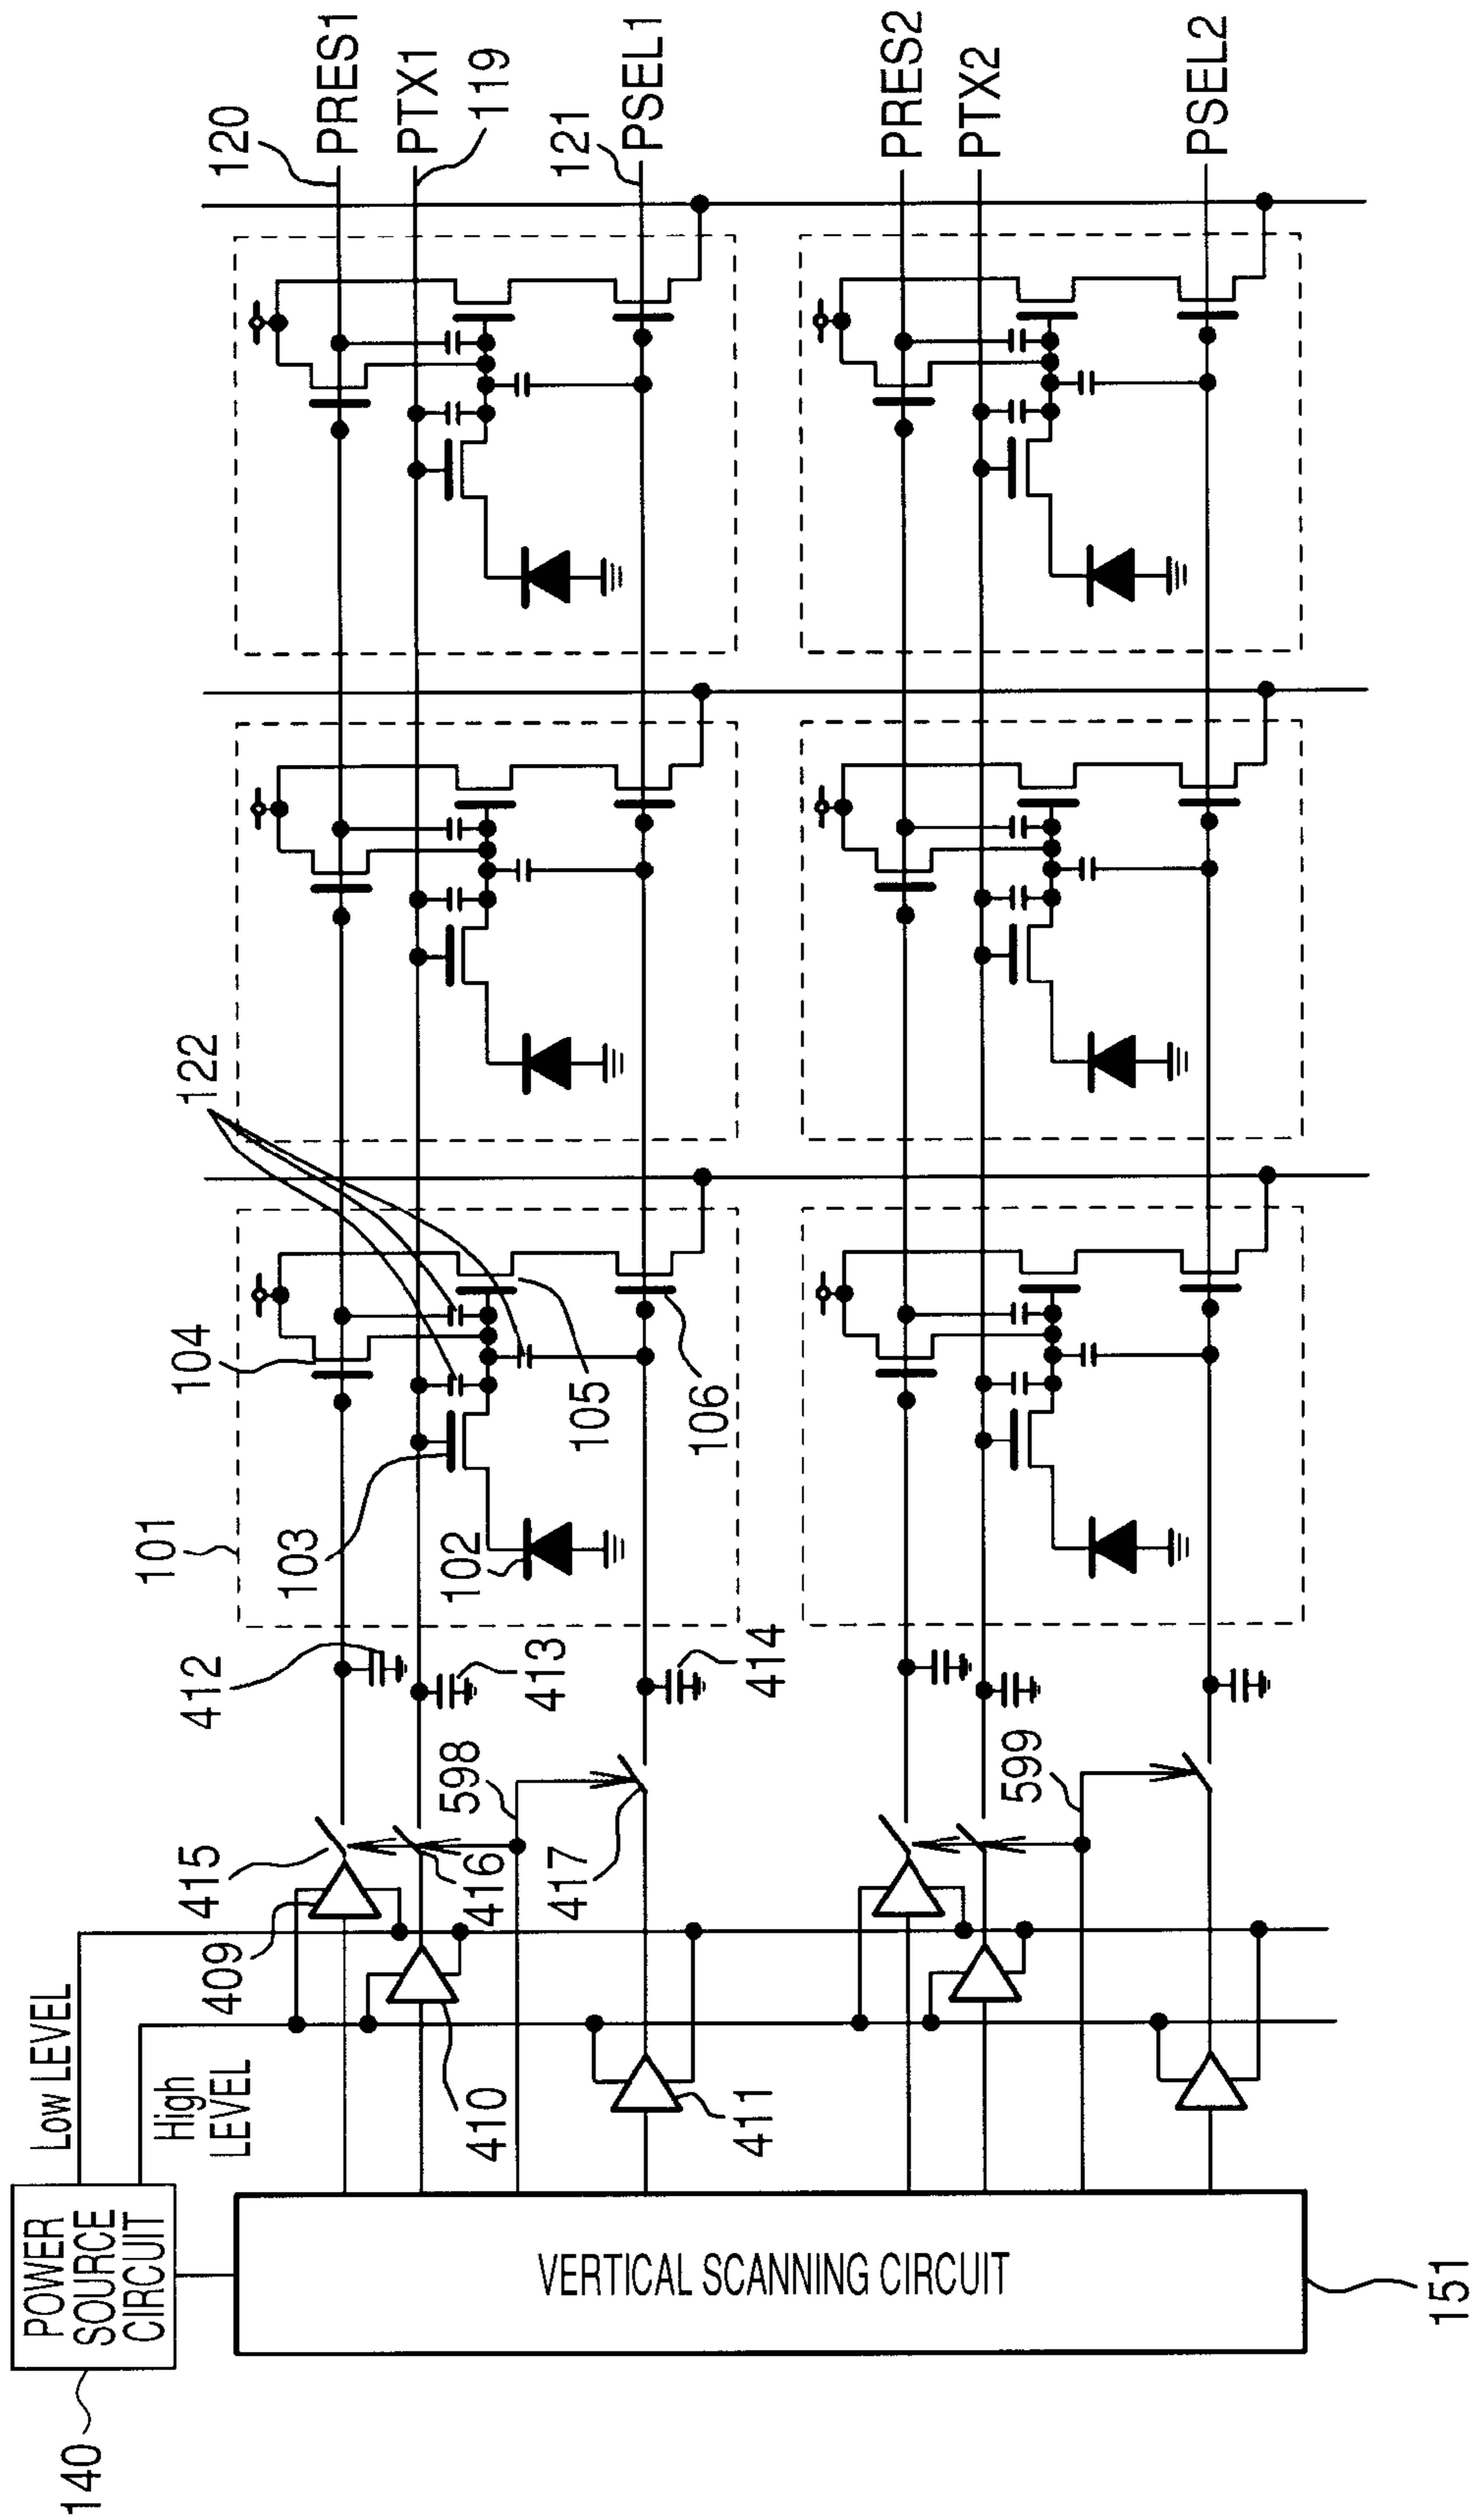 140
POWER
SOURCE
CIRCUIT
Low LEVEL
High
LEVEL
VERTICAL SCANNING CIRCUIT
151
409
415
410
416
598
411
417
599
412
413
414
101
103
102
104
105
106
122
120
PRES1
PTX1
119
121
PSEL1
PRES2
PTX2
PSEL2